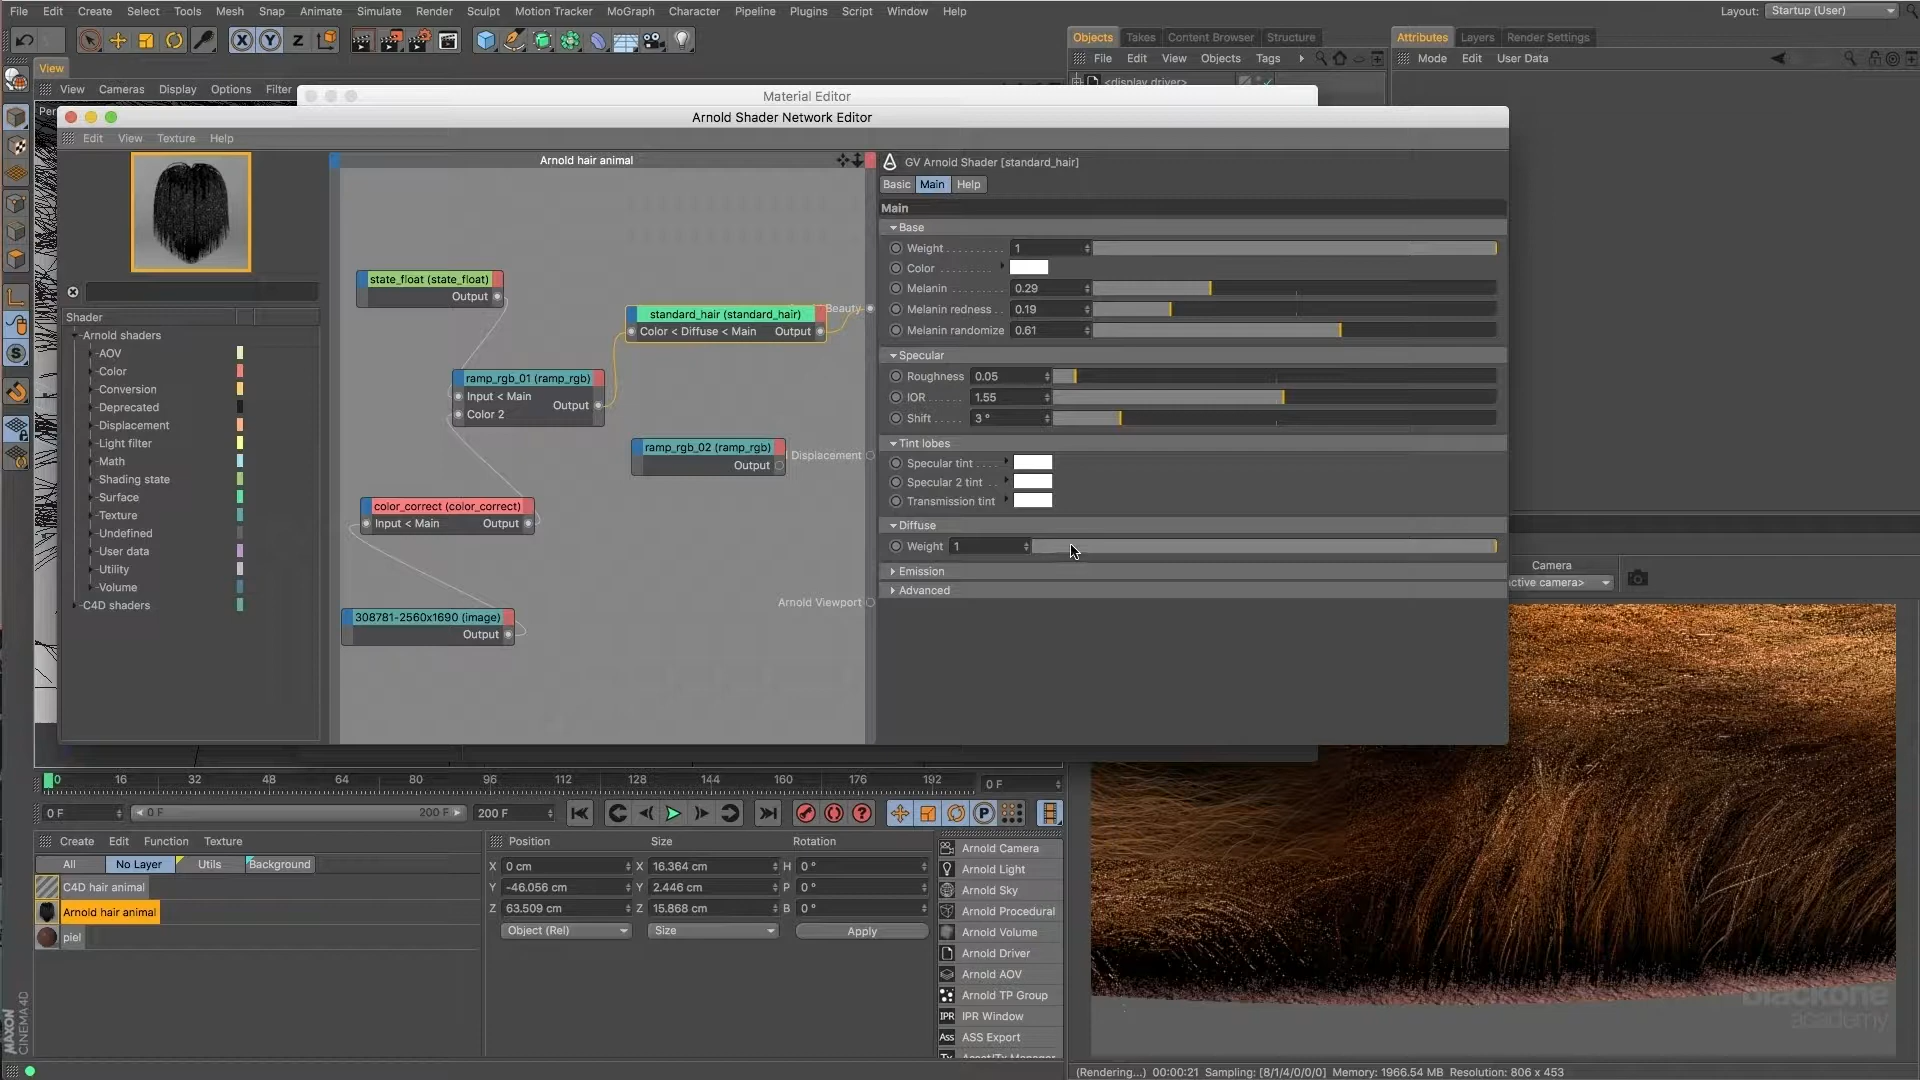 File Edit Create Select Tools Mesh Snap Animate Simulate Render Sculpt Motion Tracker MoGraph Character Pipeline Plugins Script Window Help
Layout: Startup (User)
X Y Z
Objects Takes Content Browser Structure
Attributes Layers Render Settings
File Edit View Objects Tags
Mode Edit User Data
View
View Cameras Display Options Filter
<display driver>
Material Editor
Per
Arnold Shader Network Editor
Edit View Texture Help
Arnold hair animal
GV Arnold Shader [standard_hair]
Basic Main Help
Main
Base
Weight 1
Color
Melanin 0.29
Melanin redness 0.19
Melanin randomize 0.61
Specular
Roughness 0.05
IOR 1.55
Shift 3 °
Tint lobes
Specular tint
Specular 2 tint
Transmission tint
Diffuse
Weight 1
Emission
Advanced
state_float (state_float)
Output
standard_hair (standard_hair)
Color < Diffuse < Main Output
Beauty
ramp_rgb_01 (ramp_rgb)
Input < Main
Output
Color 2
ramp_rgb_02 (ramp_rgb)
Output
Displacement
color_correct (color_correct)
Input < Main Output
Arnold Viewport
308781-2560x1690 (image)
Output
Shader
Arnold shaders
AOV
Color
Conversion
Deprecated
Displacement
Light filter
Math
Shading state
Surface
Texture
Undefined
User data
Utility
Volume
C4D shaders
Camera
ctive camera>
0 16 32 48 64 80 96 112 128 144 160 176 192
0 F
0 F 0 F 200 F 200 F
Create Edit Function Texture
All No Layer Utils Background
C4D hair animal
Arnold hair animal
piel
Position Size Rotation
X 0 cm X 16.364 cm H 0 °
Y -46.056 cm Y 2.446 cm P 0 °
Z 63.509 cm Z 15.868 cm B 0 °
Object (Rel) Size Apply
Arnold Camera
Arnold Light
Arnold Sky
Arnold Procedural
Arnold Volume
Arnold Driver
Arnold AOV
Arnold TP Group
IPR IPR Window
Ass ASS Export
MAXON
CINEMA 4D
blackone
academy
(Rendering...) 00:00:21 Sampling: [8/1/4/0/0/0] Memory: 1966.54 MB Resolution: 806 x 453